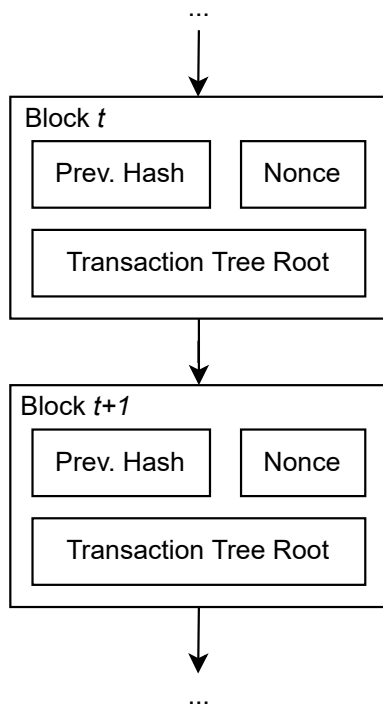 ...
Block t
Prev. Hash Nonce
Transaction Tree Root
Block t+1
Prev. Hash Nonce
Transaction Tree Root
...